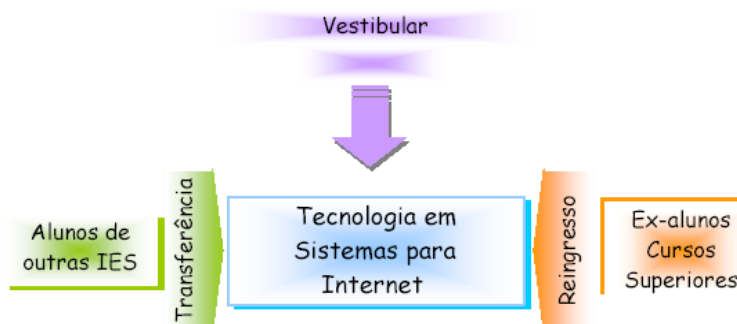 Vestibular
Alunos de
outras IES
Transferência
Tecnologia em
Sistemas para
Internet
Reingresso
Ex-alunos
Cursos
Superiores